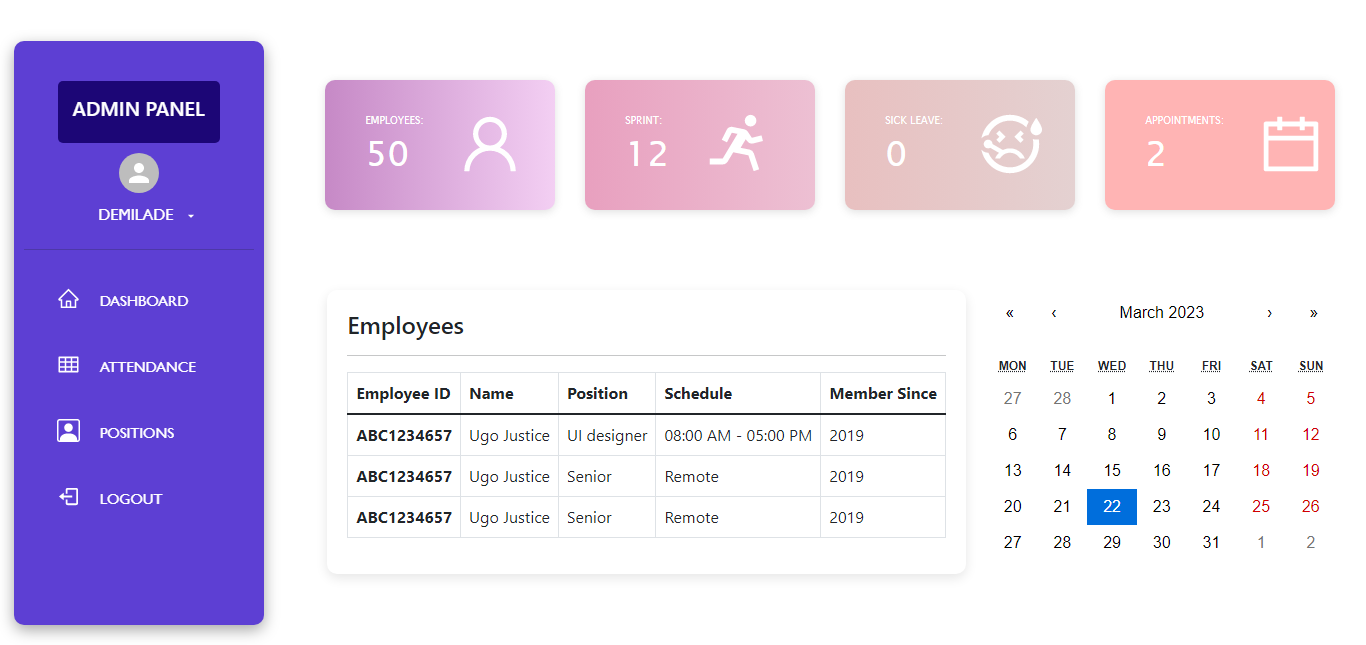 ADMIN PANEL
DEMILADE
DASHBOARD
ATTENDANCE
POSITIONS
LOGOUT
EMPLOYEES:
50
SPRINT:
12
SICK LEAVE:
0
APPOINTMENTS:
2
Employees
Employee ID Name Position Schedule Member Since
ABC1234657 Ugo Justice UI designer 08:00 AM - 05:00 PM 2019
ABC1234657 Ugo Justice Senior Remote 2019
ABC1234657 Ugo Justice Senior Remote 2019
« ‹ March 2023 › »
MON TUE WED THU FRI SAT SUN
27 28 1 2 3 4 5
6 7 8 9 10 11 12
13 14 15 16 17 18 19
20 21 22 23 24 25 26
27 28 29 30 31 1 2